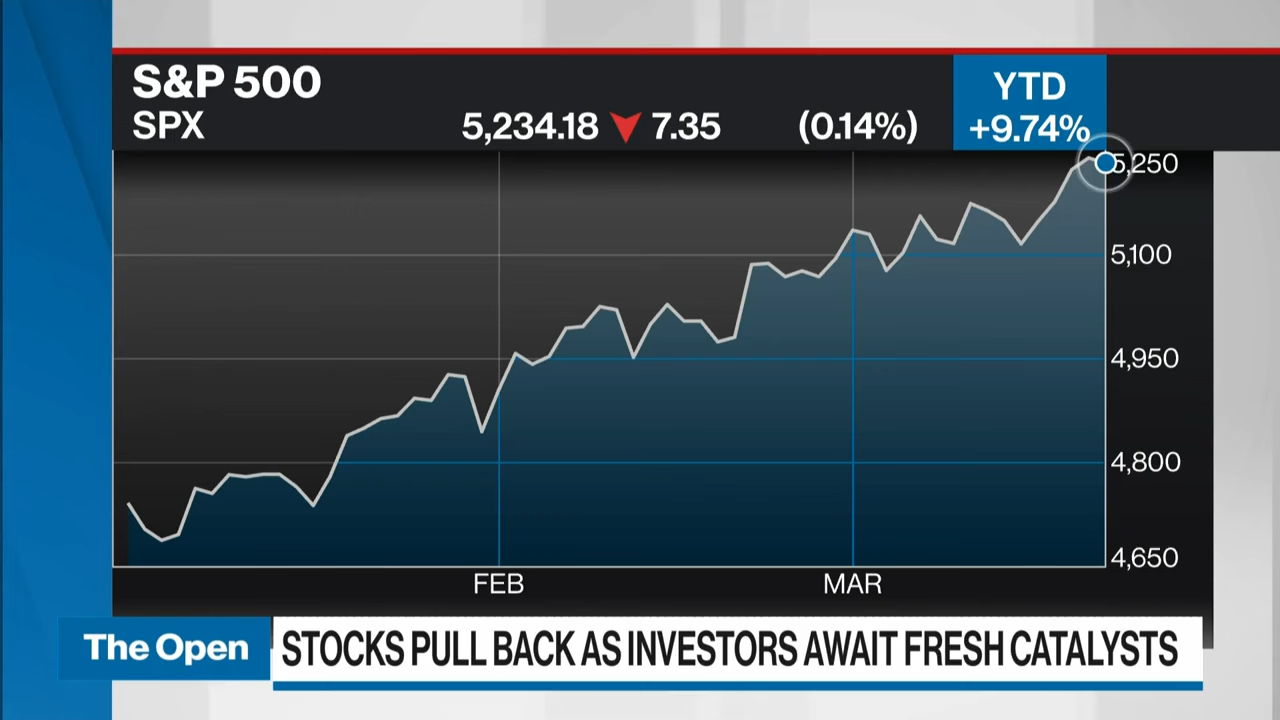 S&P 500
SPX
5,234.18 ▼ 7.35 (0.14%)
YTD
+9.74%
5,250
5,100
4,950
4,800
4,650
FEB MAR
The Open
STOCKS PULL BACK AS INVESTORS AWAIT FRESH CATALYSTS